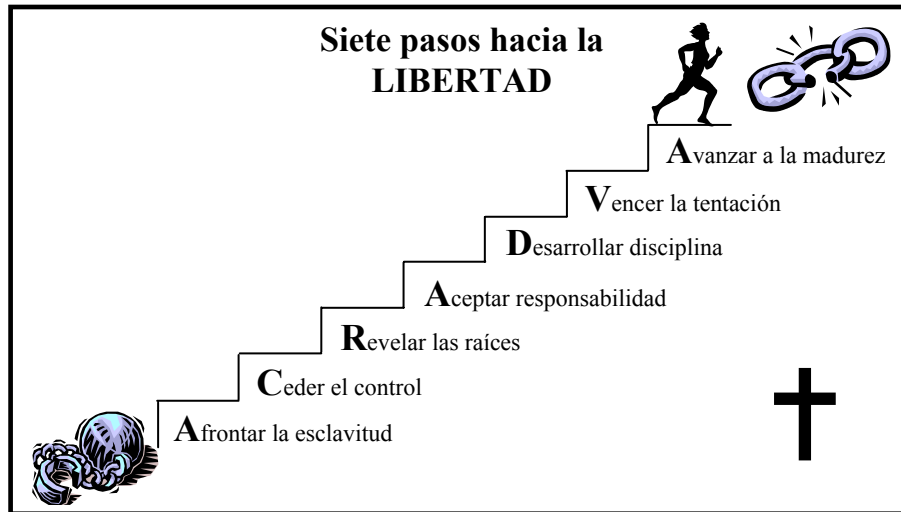 Siete pasos hacia la
LIBERTAD
Avanzar a la madurez
Vencer la tentación
Desarrollar disciplina
Aceptar responsabilidad
Revelar las raíces
Ceder el control
Afrontar la esclavitud